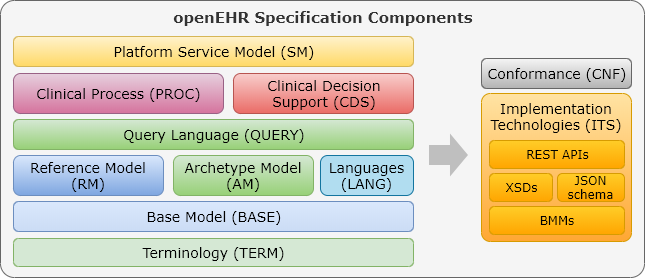 openEHR Specification Components
Platform Service Model (SM)
Clinical Process (PROC)
Clinical Decision
Support (CDS)
Query Language (QUERY)
Reference Model
(RM)
Archetype Model
(AM)
Languages
(LANG)
Base Model (BASE)
Terminology (TERM)
Conformance (CNF)
Implementation
Technologies (ITS)
REST APIs
XSDs
JSON
schema
BMMs